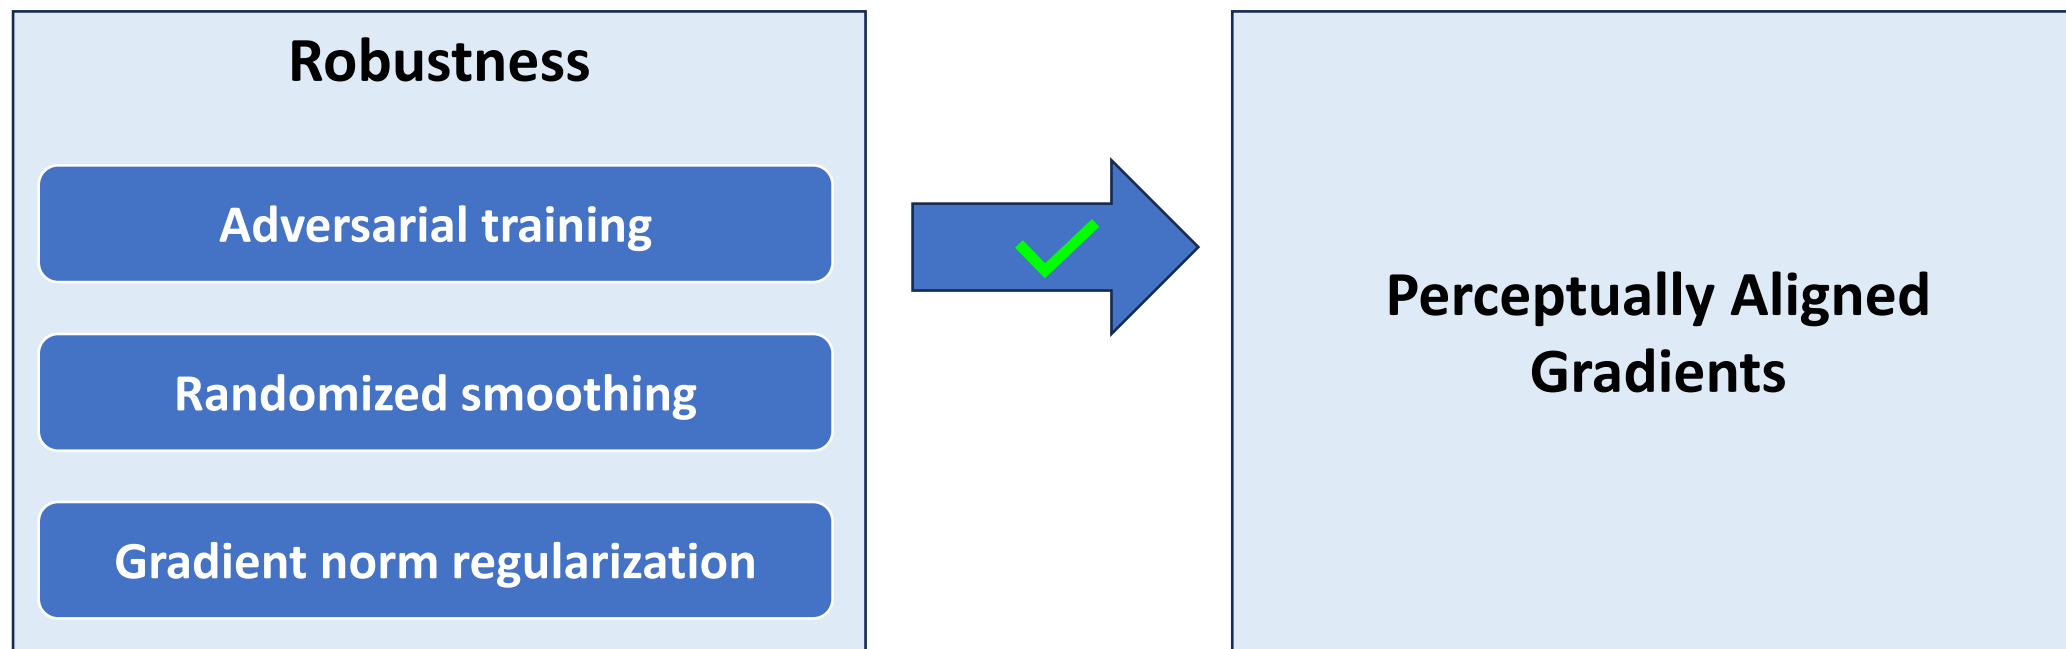 Robustness
Adversarial training
Randomized smoothing
Gradient norm regularization
Perceptually Aligned
Gradients